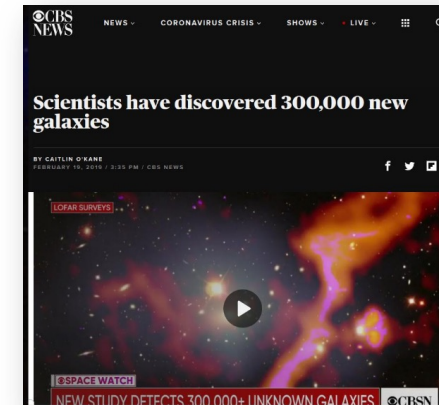 CBS NEWS
NEWS CORONAVIRUS CRISIS SHOWS LIVE
Scientists have discovered 300,000 new
galaxies
BY CAITLIN O'KANE
FEBRUARY 19, 2019 / 3:35 PM / CBS NEWS
LOFAR SURVEYS
SPACE WATCH
NEW STUDY DETECTS 300,000+ UNKNOWN GALAXIES CBSN